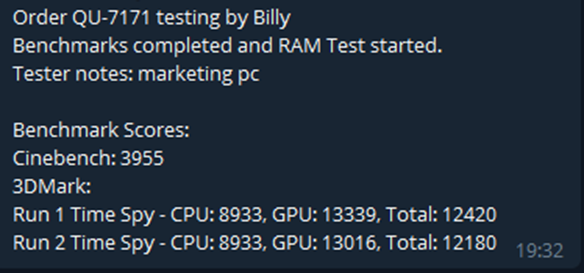 Order QU-7171 testing by Billy
Benchmarks completed and RAM Test started.
Tester notes: marketing pc
Benchmark Scores:
Cinebench: 3955
3DMark:
Run 1 Time Spy - CPU: 8933, GPU: 13339, Total: 12420
Run 2 Time Spy - CPU: 8933, GPU: 13016, Total: 12180
19:32